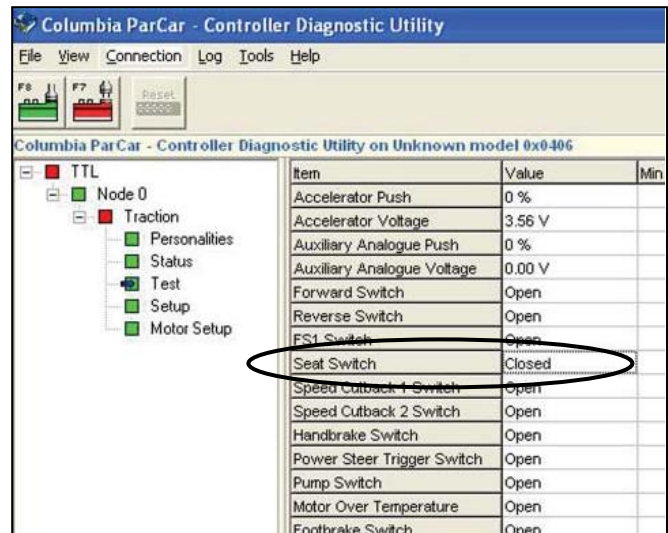 Columbia ParCar - Controller Diagnostic Utility
File View Connection Log Tools Help
F8 F7 Reset
Columbia ParCar - Controller Diagnostic Utility on Unknown model 0x0406
TTL
Node 0
Traction
Personalities
Status
Test
Setup
Motor Setup
Item Value Min
Accelerator Push 0 %
Accelerator Voltage 3.56 V
Auxiliary Analogue Push 0 %
Auxiliary Analogue Voltage 0.00 V
Forward Switch Open
Reverse Switch Open
FS1 Switch Open
Seat Switch Closed
Speed Cutback 1 Switch Open
Speed Cutback 2 Switch Open
Handbrake Switch Open
Power Steer Trigger Switch Open
Pump Switch Open
Motor Over Temperature Open
Footbrake Switch Open